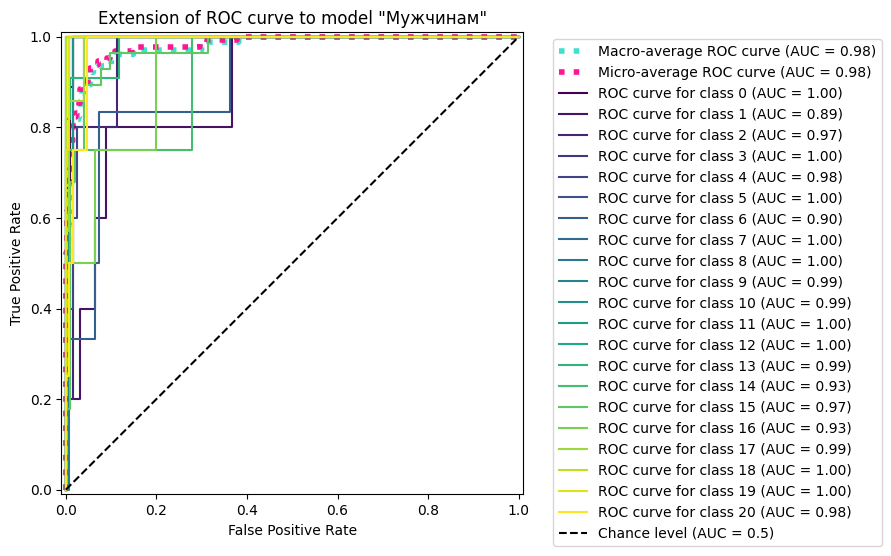 Extension of ROC curve to model "Мужчинам"
1.0
0.8
0.6
0.4
0.2
0.0
True Positive Rate
0.0 0.2 0.4 0.6 0.8 1.0
False Positive Rate
Macro-average ROC curve (AUC = 0.98)
Micro-average ROC curve (AUC = 0.98)
ROC curve for class 0 (AUC = 1.00)
ROC curve for class 1 (AUC = 0.89)
ROC curve for class 2 (AUC = 0.97)
ROC curve for class 3 (AUC = 1.00)
ROC curve for class 4 (AUC = 0.98)
ROC curve for class 5 (AUC = 1.00)
ROC curve for class 6 (AUC = 0.90)
ROC curve for class 7 (AUC = 1.00)
ROC curve for class 8 (AUC = 1.00)
ROC curve for class 9 (AUC = 0.99)
ROC curve for class 10 (AUC = 0.99)
ROC curve for class 11 (AUC = 1.00)
ROC curve for class 12 (AUC = 1.00)
ROC curve for class 13 (AUC = 0.99)
ROC curve for class 14 (AUC = 0.93)
ROC curve for class 15 (AUC = 0.97)
ROC curve for class 16 (AUC = 0.93)
ROC curve for class 17 (AUC = 0.99)
ROC curve for class 18 (AUC = 1.00)
ROC curve for class 19 (AUC = 1.00)
ROC curve for class 20 (AUC = 0.98)
Chance level (AUC = 0.5)